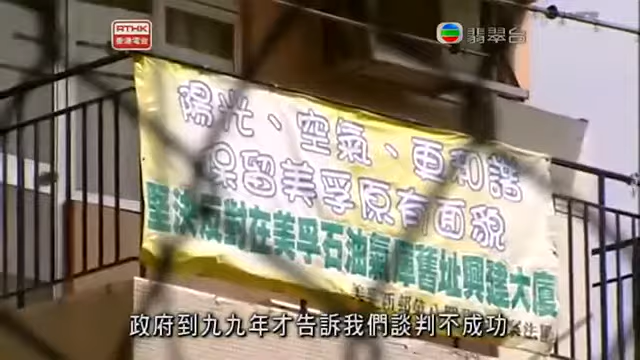 RTHK
香港電台
翡翠台
陽光、空氣、更和諧
保留美孚原有面貌
堅決反對在美孚石油氣庫舊址興建大廈
政府到九九年才告訴我們談判不成功